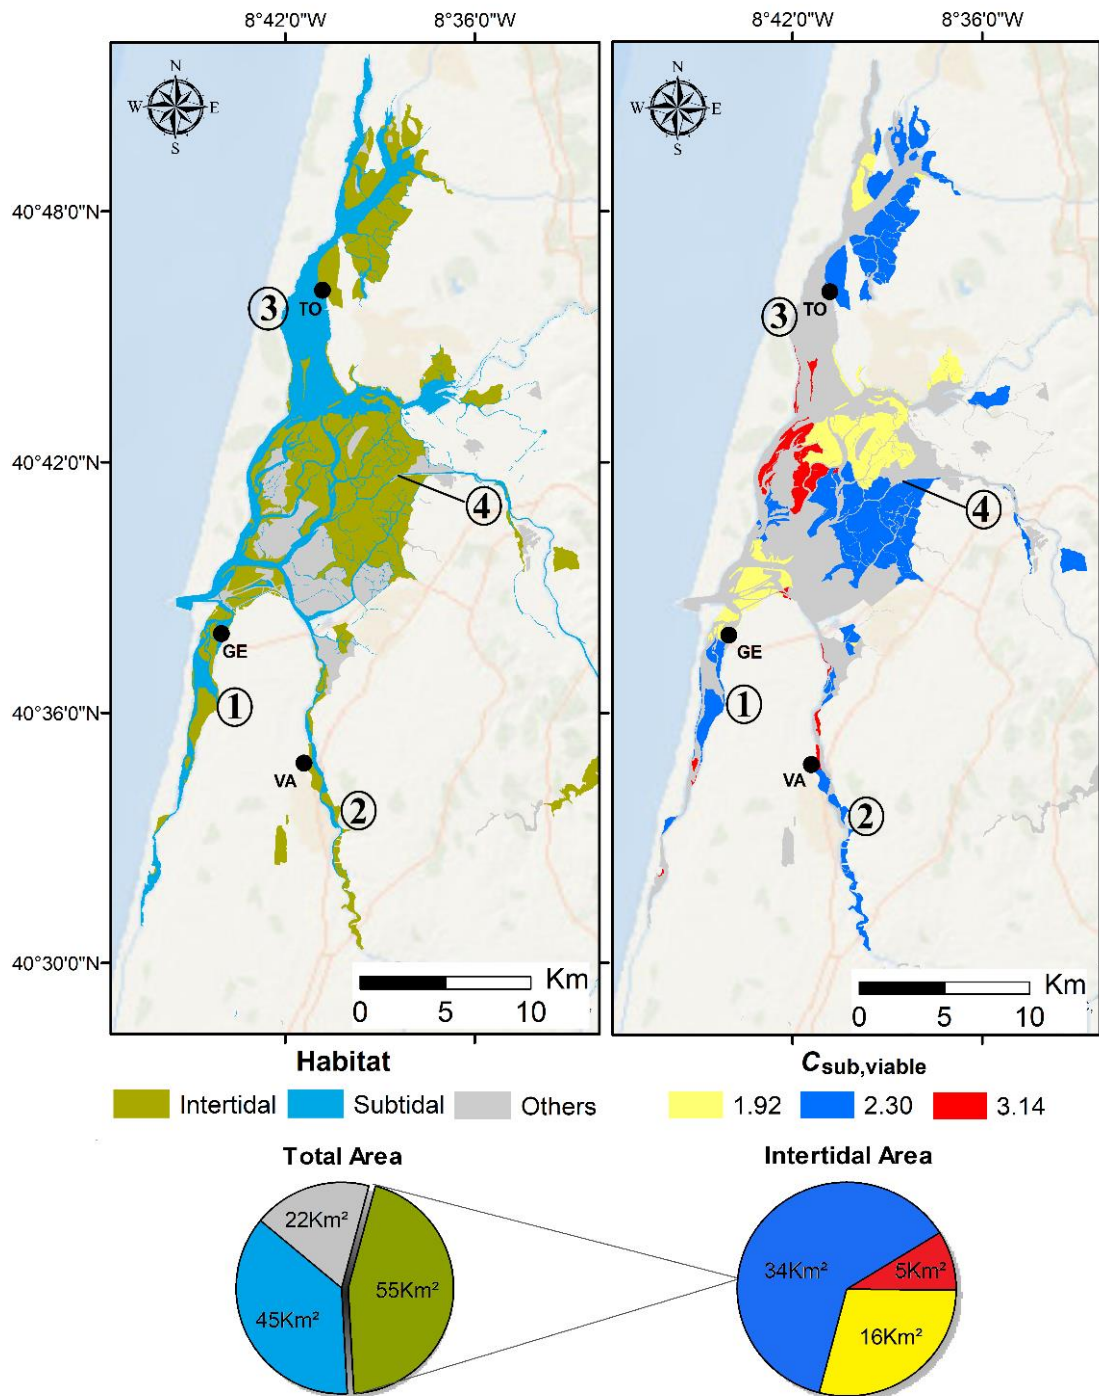 8°42'0"W 8°36'0"W 8°42'0"W 8°36'0"W
N
W E
S
N
W E
S
40°48'0"N
3 TO
3 TO
40°42'0"N
4
4
GE
GE
40°36'0"N
1
1
VA
VA
2
2
40°30'0"N
Km
0 5 10
Km
0 5 10
Habitat
Intertidal Subtidal Others
Csub,viable
1.92 2.30 3.14
Total Area
22Km²
45Km²
55Km²
Intertidal Area
34Km²
5Km²
16Km²